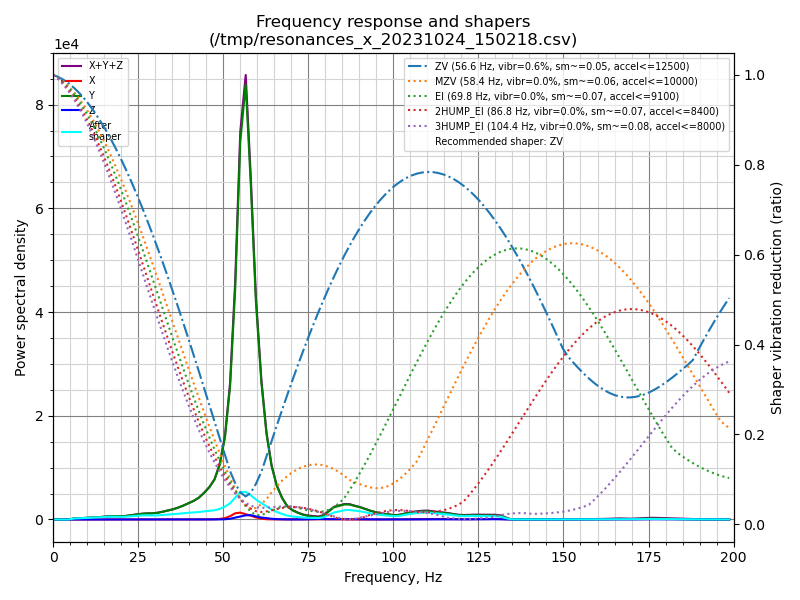 Frequency response and shapers
(/tmp/resonances_x_20231024_150218.csv)
1e4
X+Y+Z
X
Y
Z
After
shaper
ZV (56.6 Hz, vibr=0.6%, sm~=0.05, accel<=12500)
MZV (58.4 Hz, vibr=0.0%, sm~=0.06, accel<=10000)
EI (69.8 Hz, vibr=0.0%, sm~=0.07, accel<=9100)
2HUMP_EI (86.8 Hz, vibr=0.0%, sm~=0.07, accel<=8400)
3HUMP_EI (104.4 Hz, vibr=0.0%, sm~=0.08, accel<=8000)
Recommended shaper: ZV
Power spectral density
8
6
4
2
0
1.0
0.8
0.6
0.4
0.2
0.0
Shaper vibration reduction (ratio)
0 25 50 75 100 125 150 175 200
Frequency, Hz